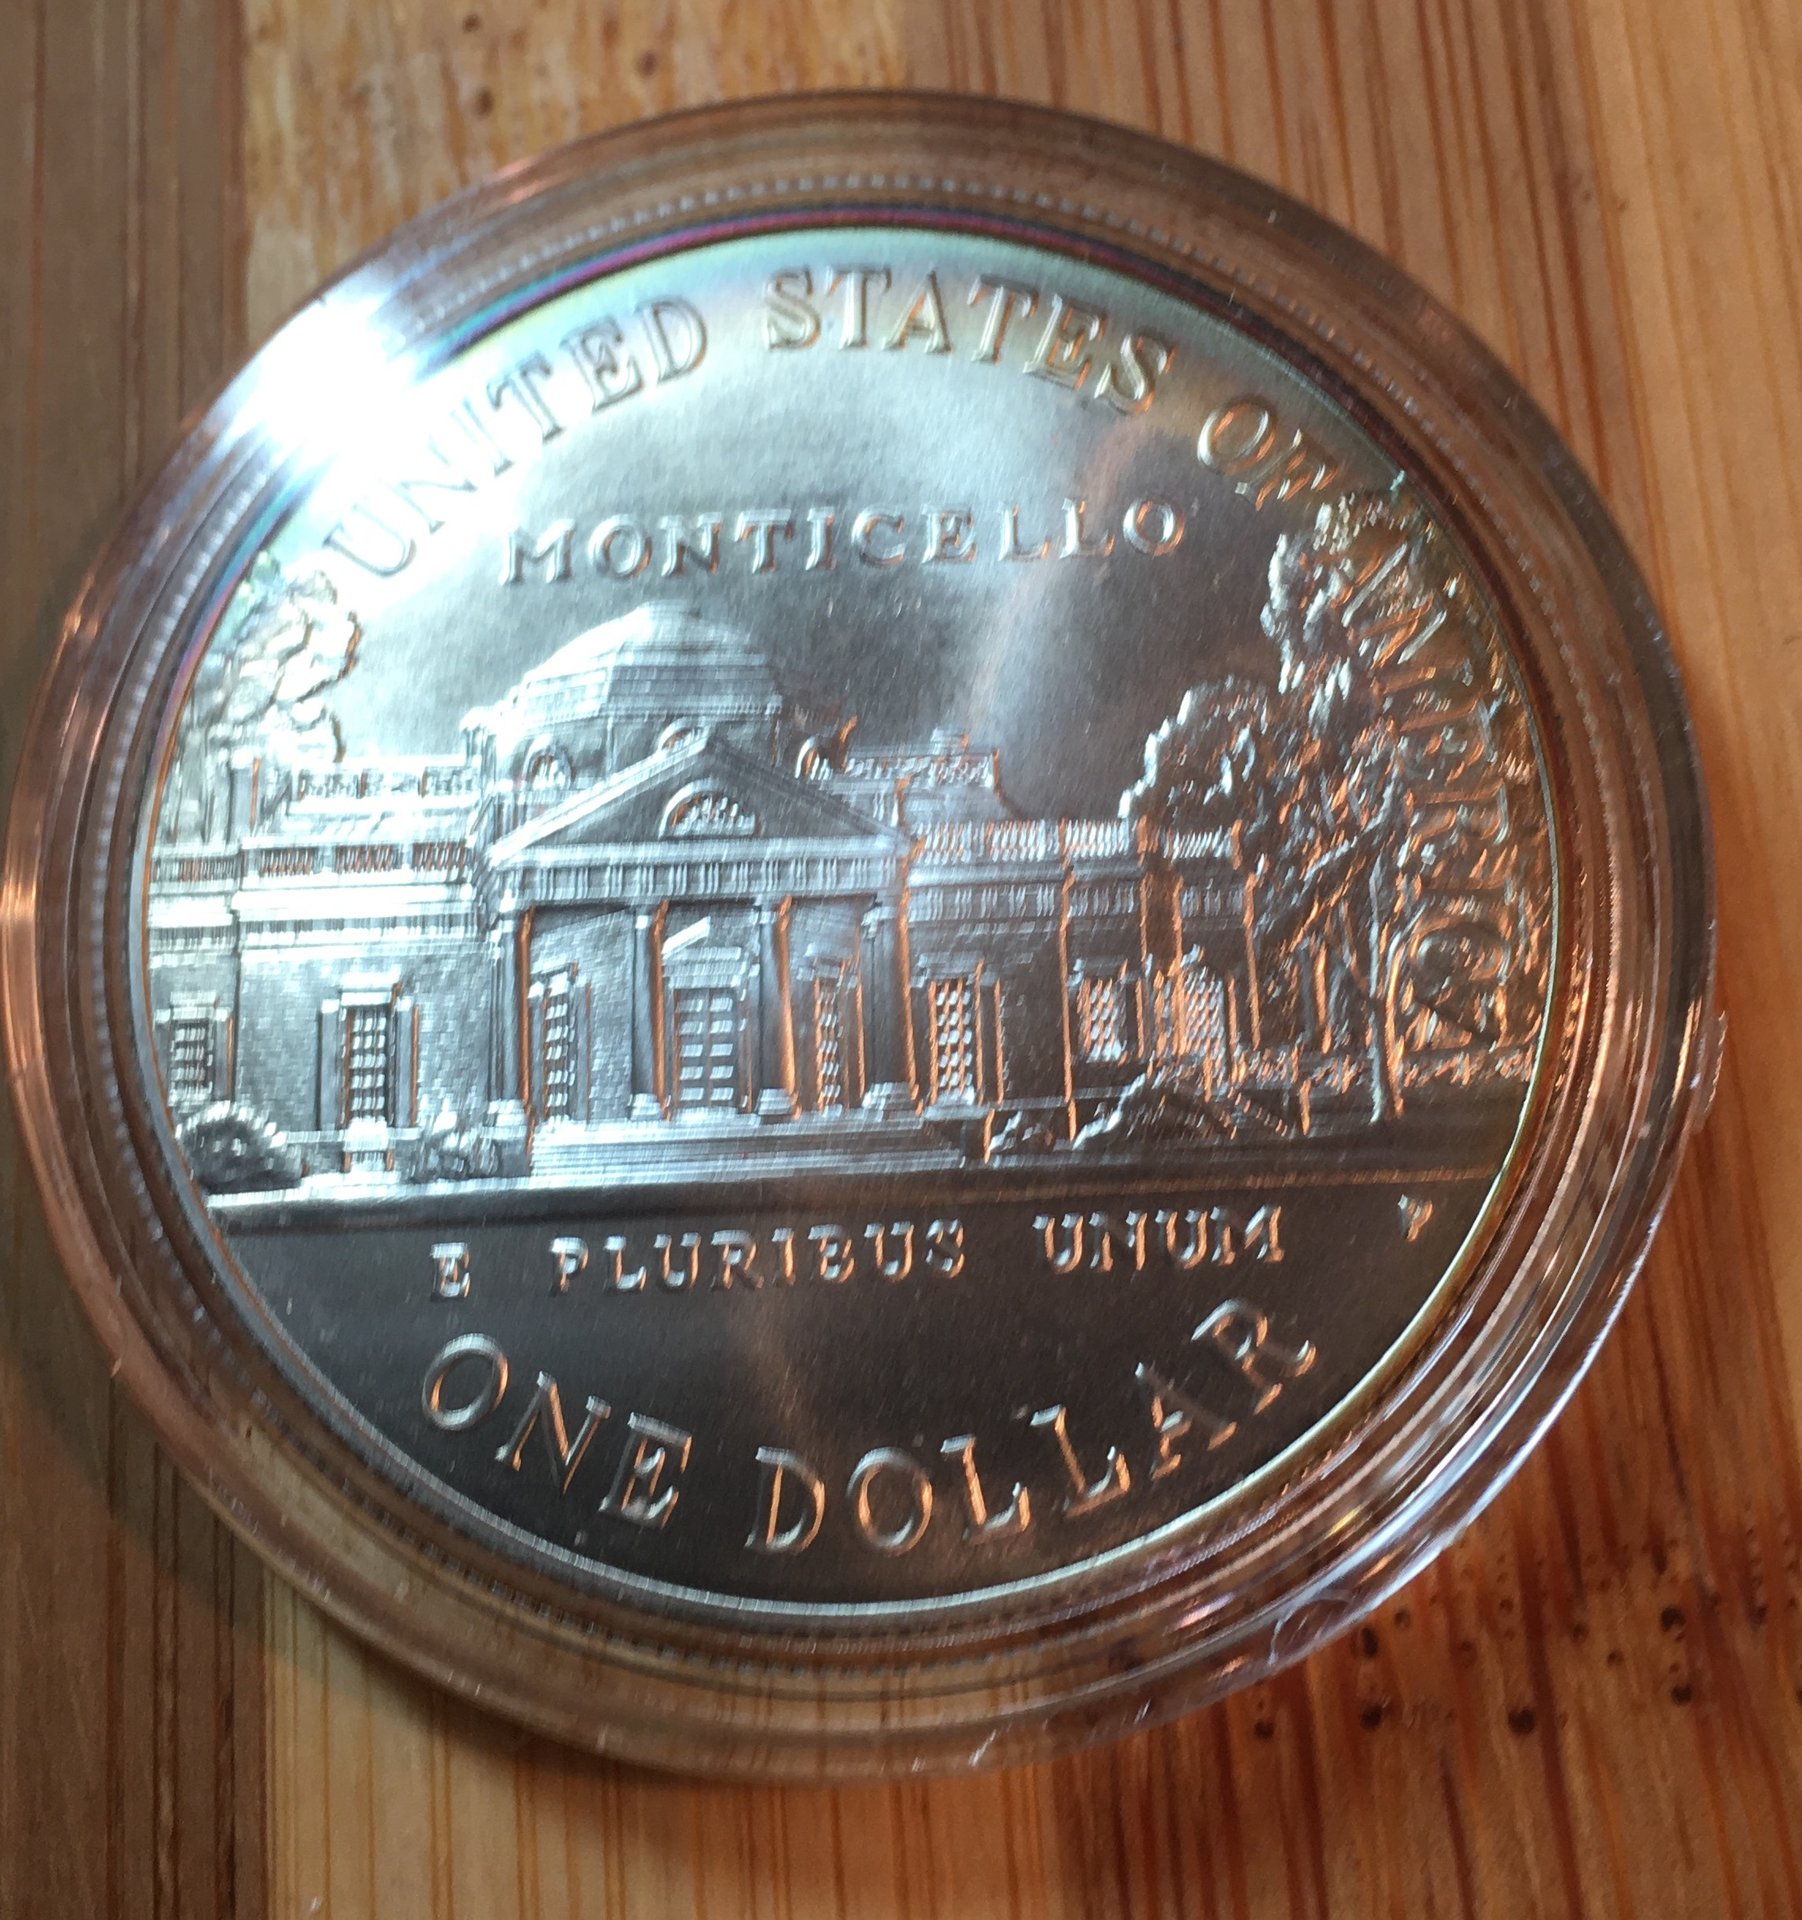 UNITED STATES OF AMERICA
MONTICELLO
E PLURIBUS UNUM P
ONE DOLLAR